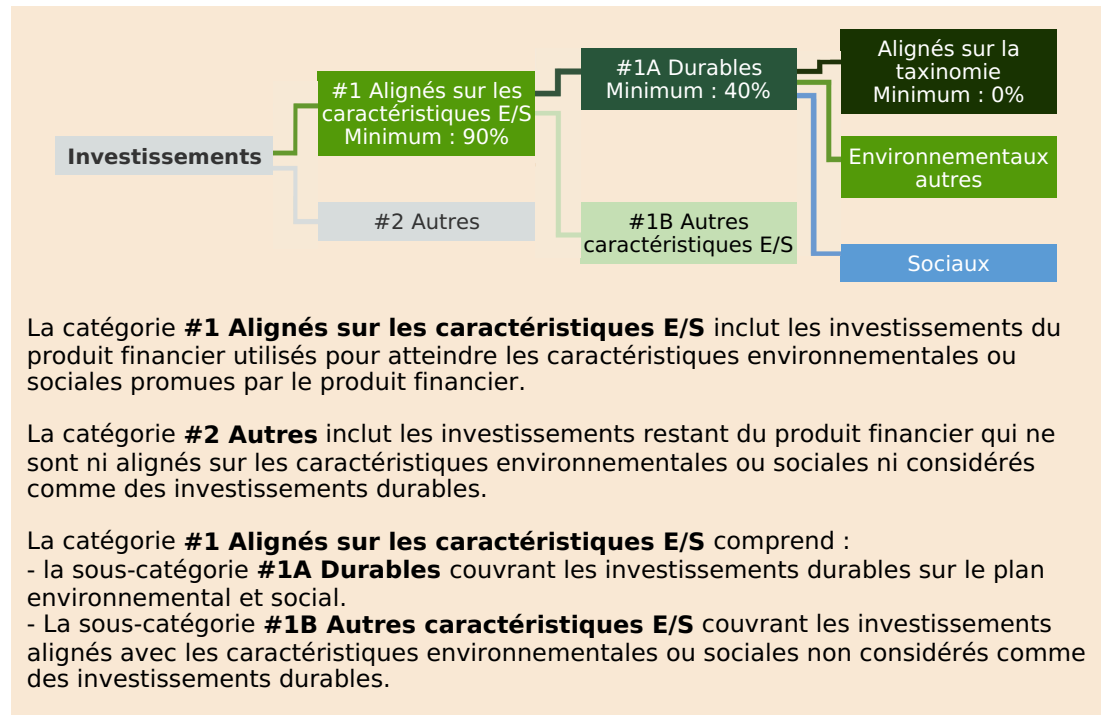 Investissements
#1 Alignés sur les
caractéristiques E/S
Minimum : 90%
#2 Autres
#1A Durables
Minimum : 40%
#1B Autres
caractéristiques E/S
Alignés sur la
taxinomie
Minimum : 0%
Environnementaux
autres
Sociaux
La catégorie #1 Alignés sur les caractéristiques E/S inclut les investissements du
produit financier utilisés pour atteindre les caractéristiques environnementales ou
sociales promues par le produit financier.
La catégorie #2 Autres inclut les investissements restant du produit financier qui ne
sont ni alignés sur les caractéristiques environnementales ou sociales ni considérés
comme des investissements durables.
La catégorie #1 Alignés sur les caractéristiques E/S comprend :
- la sous-catégorie #1A Durables couvrant les investissements durables sur le plan
environnemental et social.
- La sous-catégorie #1B Autres caractéristiques E/S couvrant les investissements
alignés avec les caractéristiques environnementales ou sociales non considérés comme
des investissements durables.